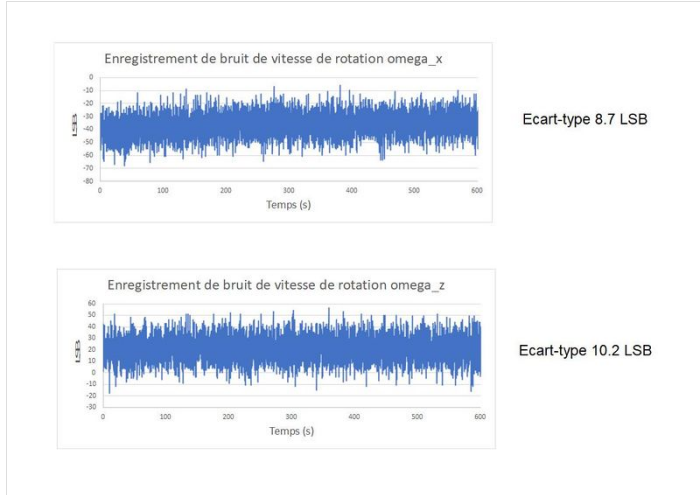 Enregistrement de bruit de vitesse de rotation omega_x
0
-10
-20
-30
-40
-50
-60
-70
-80
LSB
0 100 200 300 400 500 600
Temps (s)
Ecart-type 8.7 LSB
Enregistrement de bruit de vitesse de rotation omega_z
60
50
40
30
20
10
0
-10
-20
-30
LSB
0 100 200 300 400 500 600
Temps (s)
Ecart-type 10.2 LSB